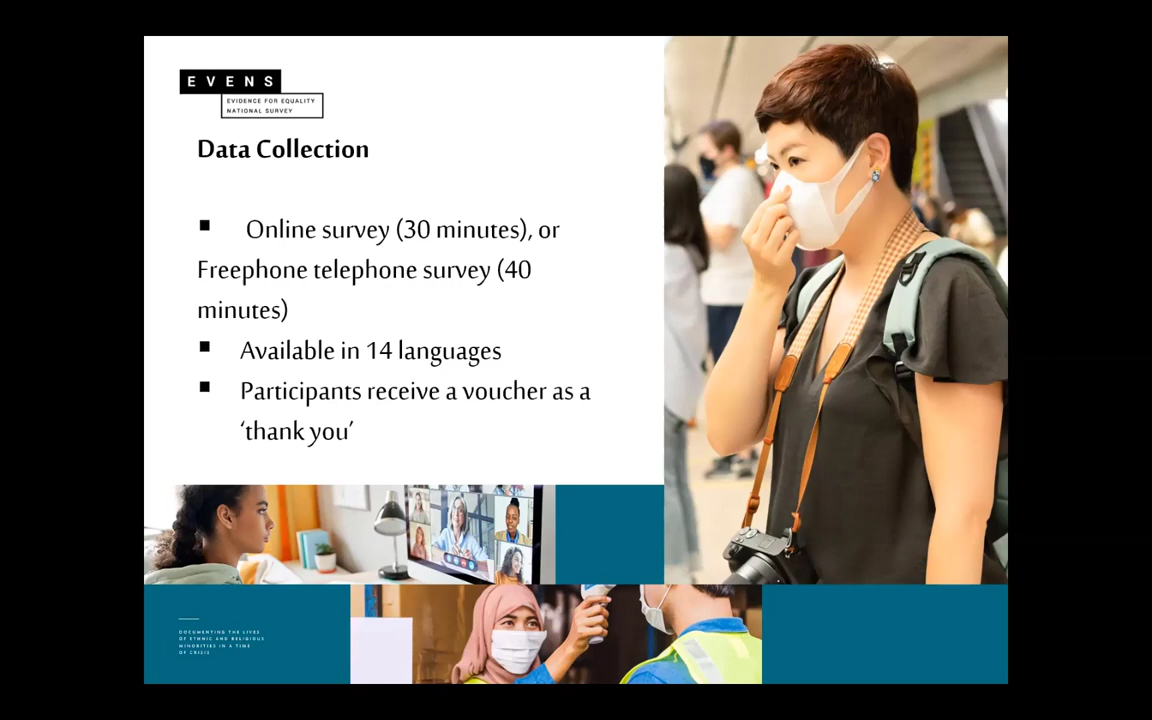 EVENS
EVIDENCE FOR EQUALITY
NATIONAL SURVEY
Data Collection
▪ Online survey (30 minutes), or
Freephone telephone survey (40
minutes)
▪ Available in 14 languages
▪ Participants receive a voucher as a
‘thank you’
DOCUMENTING THE LIVES
OF ETHNIC AND RELIGIOUS
MINORITIES IN A TIME
OF CRISIS